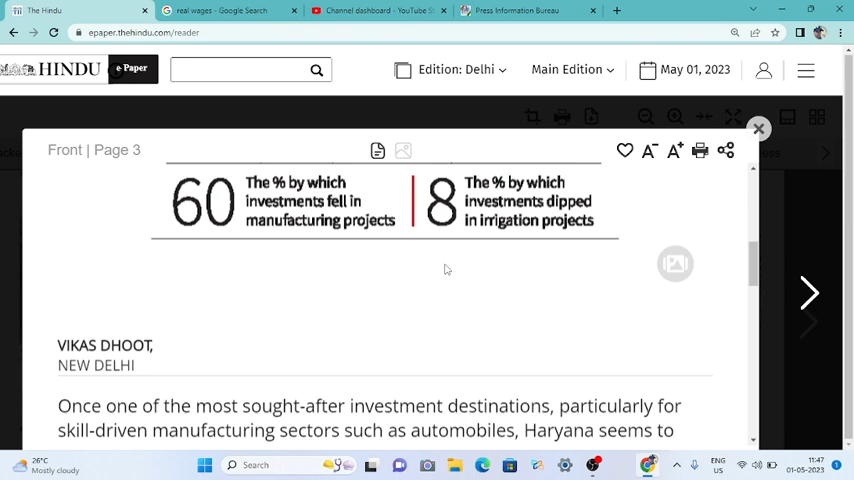 The Hindu
real wages - Google Search
Channel dashboard - YouTube St
Press Information Bureau
epaper.thehindu.com/reader
HINDU
e-Paper
Edition: Delhi
Main Edition
May 01, 2023
Front | Page 3
A-
A+
60
The % by which
investments fell in
manufacturing projects
8
The % by which
investments dipped
in irrigation projects
VIKAS DHOOT,
NEW DELHI
Once one of the most sought-after investment destinations, particularly for
skill-driven manufacturing sectors such as automobiles, Haryana seems to
26°C
Mostly cloudy
Search
ENG
US
11:47
01-05-2023